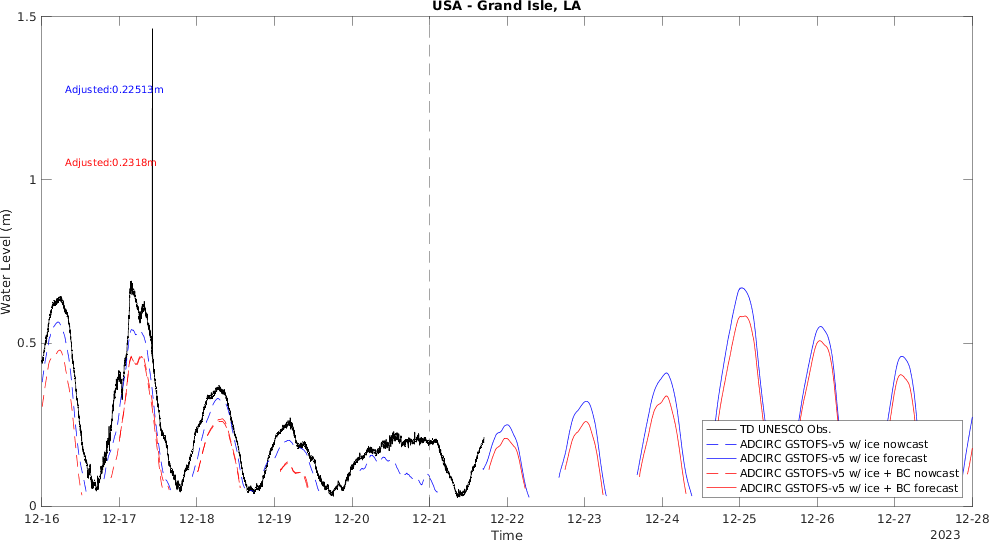 USA - Grand Isle, LA
1.5
Adjusted:0.22513m
Adjusted:0.2318m
1
Water Level (m)
0.5
TD UNESCO Obs.
ADCIRC GSTOFS-v5 w/ ice nowcast
ADCIRC GSTOFS-v5 w/ ice forecast
ADCIRC GSTOFS-v5 w/ ice + BC nowcast
ADCIRC GSTOFS-v5 w/ ice + BC forecast
0
12-16 12-17 12-18 12-19 12-20 12-21 12-22 12-23 12-24 12-25 12-26 12-27 12-28
Time
2023